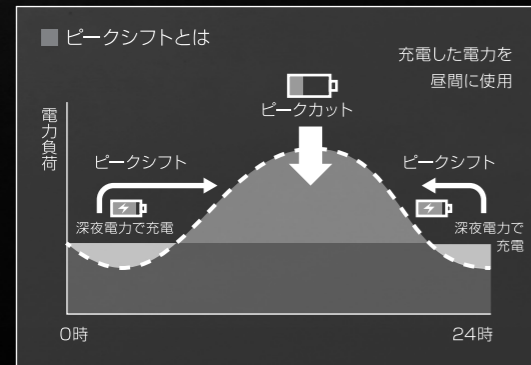 ピークシフトとは
充電した電力を
昼間に使用
ピークカット
電力負荷
ピークシフト
ピークシフト
深夜電力で充電
深夜電力で
充電
0時
24時